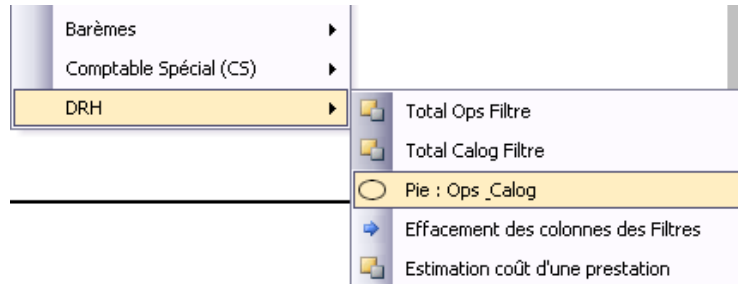 Barèmes
Comptable Spécial (CS)
DRH
Total Ops Filtre
Total Calog Filtre
Pie : Ops _Calog
Effacement des colonnes des Filtres
Estimation coût d'une prestation